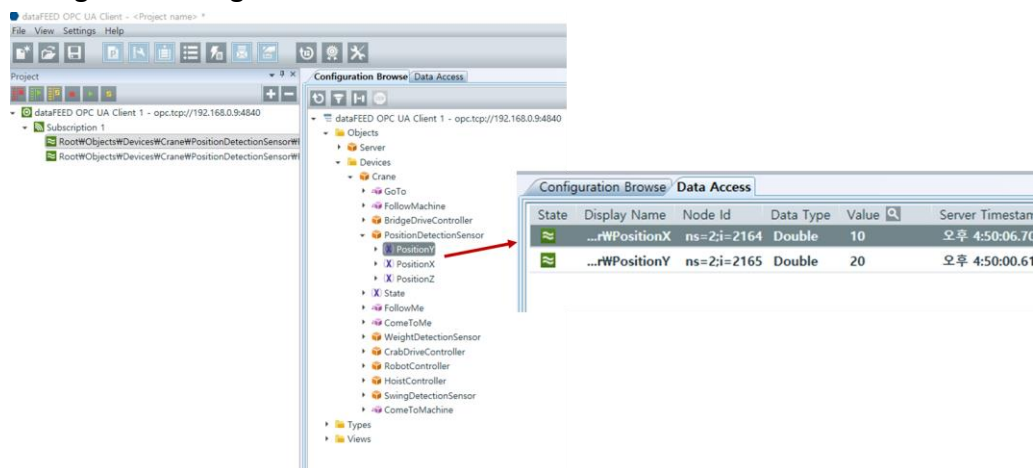 dataFEED OPC UA Client - <Project name> *
File View Settings Help
Project
dataFEED OPC UA Client 1 - opc.tcp://192.168.0.9:4840
Subscription 1
Root₩Objects₩Devices₩Crane₩PositionDetectionSensor₩
Root₩Objects₩Devices₩Crane₩PositionDetectionSensor₩
Configuration Browse Data Access
dataFEED OPC UA Client 1 - opc.tcp://192.168.0.9:4840
Objects
Server
Devices
Crane
GoTo
FollowMachine
BridgeDriveController
PositionDetectionSensor
PositionY
PositionX
PositionZ
State
FollowMe
ComeToMe
WeightDetectionSensor
CrabDriveController
RobotController
HoistController
SwingDetectionSensor
ComeToMachine
Types
Views
Configuration Browse Data Access
State Display Name Node Id Data Type Value Server Timestam
...r₩PositionX ns=2;i=2164 Double 10 오후 4:50:06.70
...r₩PositionY ns=2;i=2165 Double 20 오후 4:50:00.61